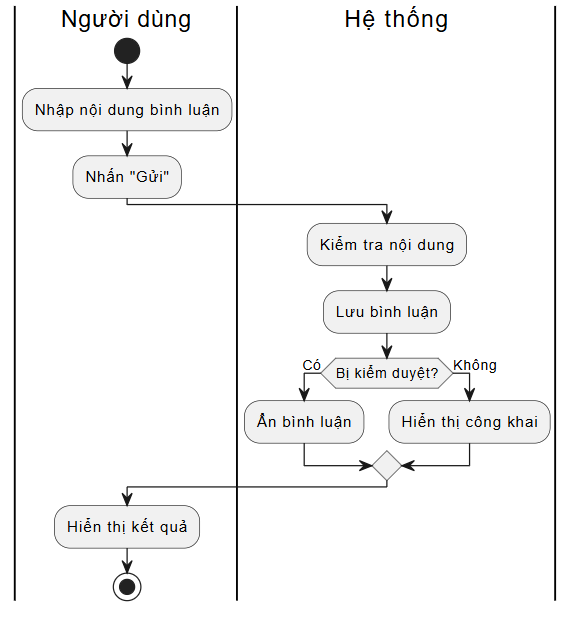 Người dùng
Hệ thống
Nhập nội dung bình luận
Nhấn "Gửi"
Kiểm tra nội dung
Lưu bình luận
Bị kiểm duyệt?
Có
Không
Ẩn bình luận
Hiển thị công khai
Hiển thị kết quả